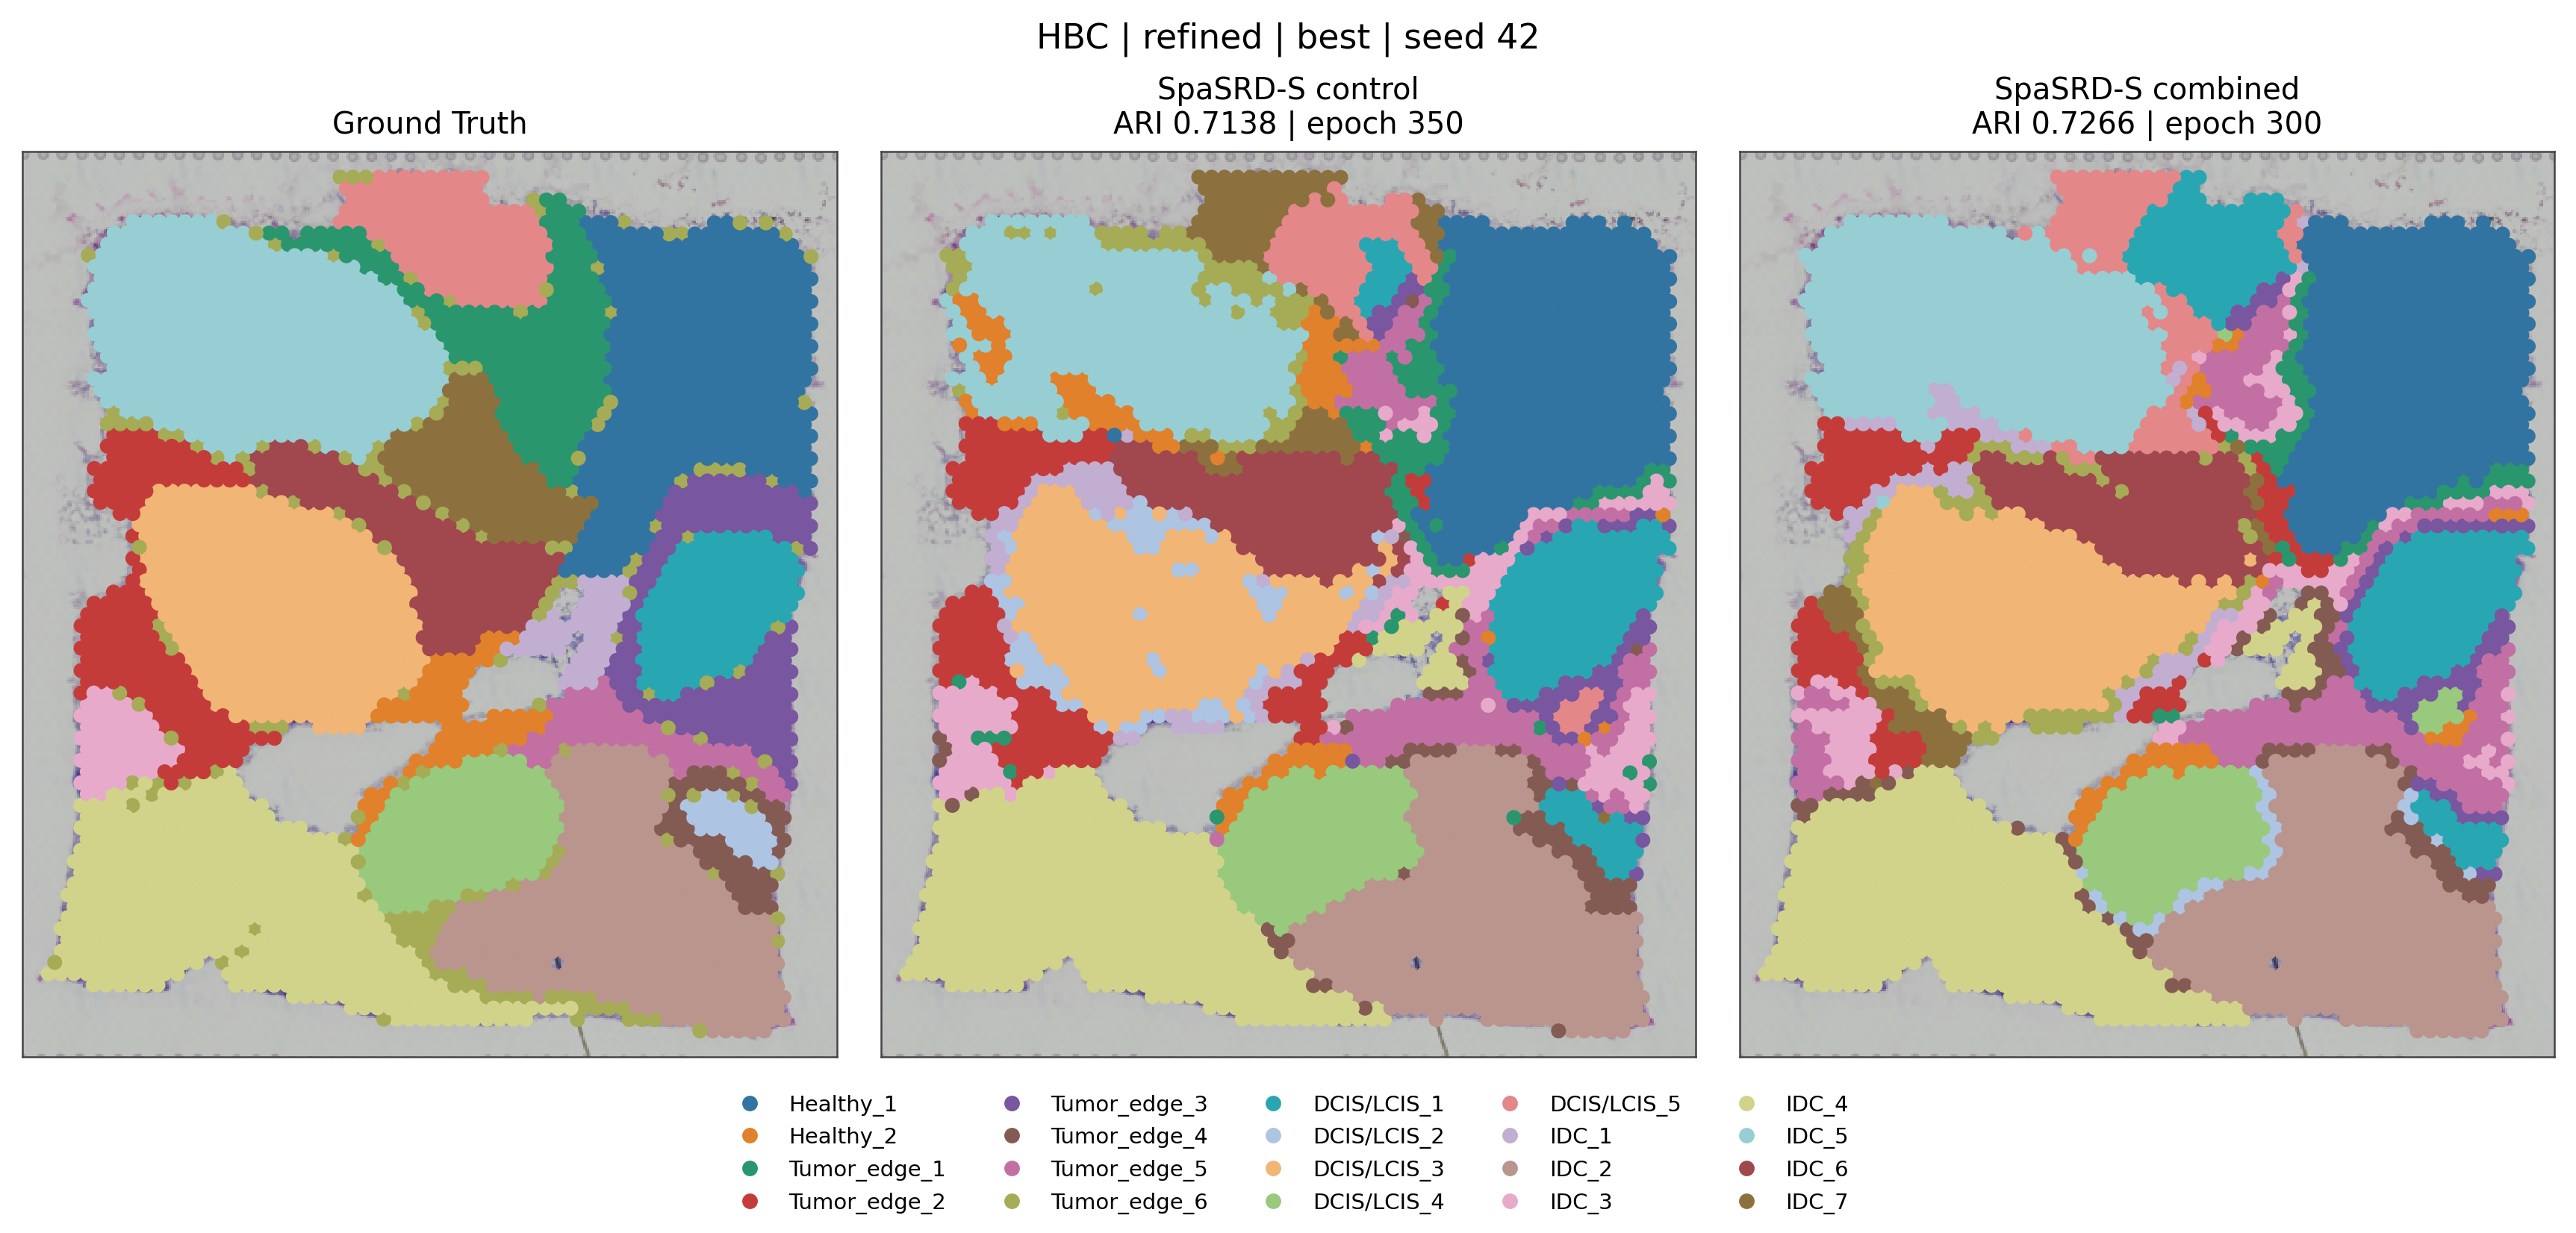 HBC | refined | best | seed 42
Ground Truth
SpaSRD-S control
ARI 0.7138 | epoch 350
SpaSRD-S combined
ARI 0.7266 | epoch 300
Healthy_1
Healthy_2
Tumor_edge_1
Tumor_edge_2
Tumor_edge_3
Tumor_edge_4
Tumor_edge_5
Tumor_edge_6
DCIS/LCIS_1
DCIS/LCIS_2
DCIS/LCIS_3
DCIS/LCIS_4
DCIS/LCIS_5
IDC_1
IDC_2
IDC_3
IDC_4
IDC_5
IDC_6
IDC_7